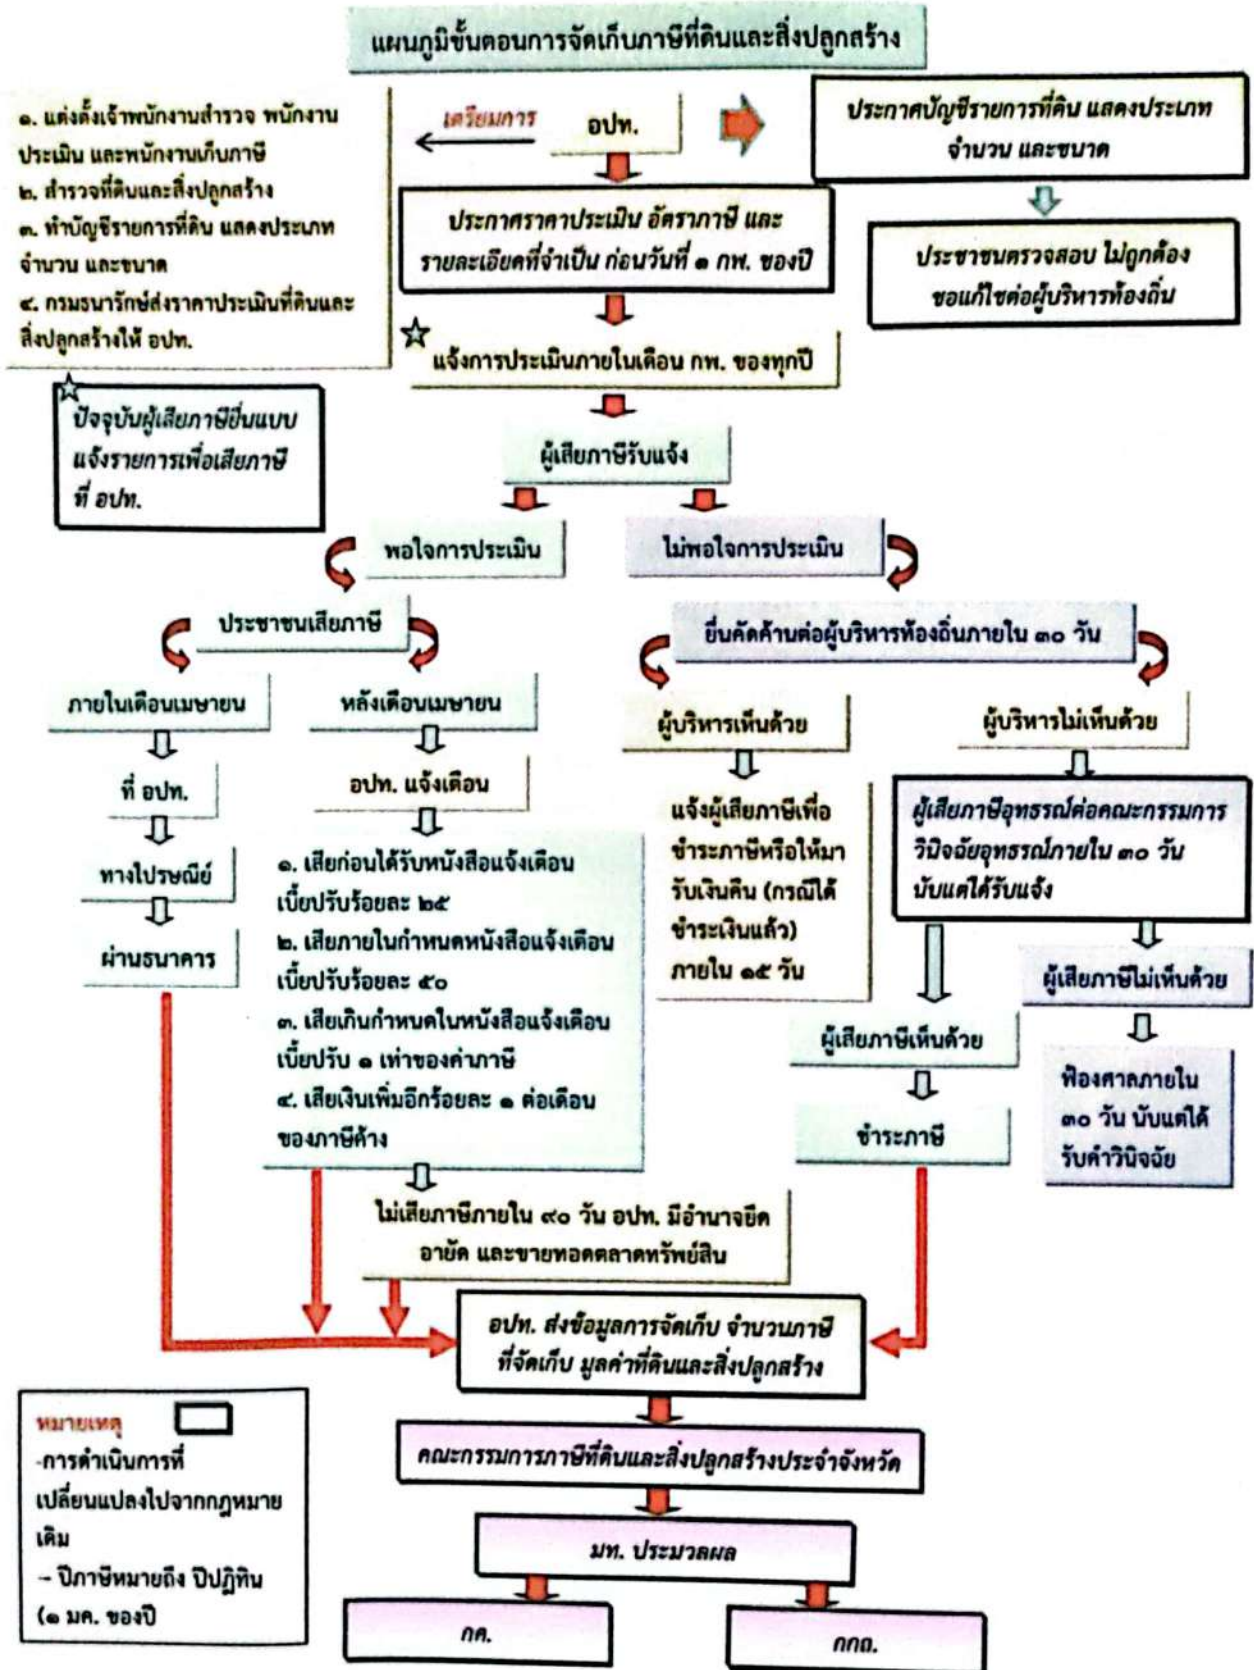 แผนภูมิขั้นตอนการจัดเก็บภาษีที่ดินและสิ่งปลูกสร้าง
๑. แต่งตั้งเจ้าพนักงานสำรวจ พนักงาน
ประเมิน และพนักงานเก็บภาษี
๒. สำรวจที่ดินและสิ่งปลูกสร้าง
๓. ทำบัญชีรายการที่ดิน แสดงประเภท
จำนวน และขนาด
๔. กรมธนารักษ์ส่งราคาประเมินที่ดินและ
สิ่งปลูกสร้างให้ อปท.
เตรียมการ
อปท.
ประกาศบัญชีรายการที่ดิน แสดงประเภท
จำนวน และขนาด
ประชาชนตรวจสอบ ไม่ถูกต้อง
ขอแก้ไขต่อผู้บริหารท้องถิ่น
ประกาศราคาประเมิน อัตราภาษี และ
รายละเอียดที่จำเป็น ก่อนวันที่ ๑ กพ. ของปี
แจ้งการประเมินภายในเดือน กพ. ของทุกปี
ปัจจุบันผู้เสียภาษียื่นแบบ
แจ้งรายการเพื่อเสียภาษี
ที่ อปท.
ผู้เสียภาษีรับแจ้ง
พอใจการประเมิน
ไม่พอใจการประเมิน
ประชาชนเสียภาษี
ยื่นคัดค้านต่อผู้บริหารท้องถิ่นภายใน ๓๐ วัน
ภายในเดือนเมษายน
หลังเดือนเมษายน
ผู้บริหารเห็นด้วย
ผู้บริหารไม่เห็นด้วย
ที่ อปท.
ทางไปรษณีย์
ผ่านธนาคาร
อปท. แจ้งเตือน
๑. เสียก่อนได้รับหนังสือแจ้งเตือน
เบี้ยปรับร้อยละ ๒๕
๒. เสียภายในกำหนดหนังสือแจ้งเตือน
เบี้ยปรับร้อยละ ๕๐
๓. เสียเกินกำหนดในหนังสือแจ้งเตือน
เบี้ยปรับ ๑ เท่าของค่าภาษี
๔. เสียเงินเพิ่มอีกร้อยละ ๑ ต่อเดือน
ของภาษีค้าง
แจ้งผู้เสียภาษีเพื่อ
ชำระภาษีหรือให้มา
รับเงินคืน (กรณีได้
ชำระเงินแล้ว)
ภายใน ๑๕ วัน
ผู้เสียภาษีอุทธรณ์ต่อคณะกรรมการ
วินิจฉัยอุทธรณ์ภายใน ๓๐ วัน
นับแต่ได้รับแจ้ง
ผู้เสียภาษีไม่เห็นด้วย
ผู้เสียภาษีเห็นด้วย
ชำระภาษี
ฟ้องศาลภายใน
๓๐ วัน นับแต่ได้
รับคำวินิจฉัย
ไม่เสียภาษีภายใน ๙๐ วัน อปท. มีอำนาจยึด
อายัด และขายทอดตลาดทรัพย์สิน
อปท. ส่งข้อมูลการจัดเก็บ จำนวนภาษี
ที่จัดเก็บ มูลค่าที่ดินและสิ่งปลูกสร้าง
คณะกรรมการภาษีที่ดินและสิ่งปลูกสร้างประจำจังหวัด
มท. ประมวลผล
กค.
กกถ.
หมายเหตุ
-การดำเนินการที่
เปลี่ยนแปลงไปจากกฎหมาย
เดิม
– ปีภาษีหมายถึง ปีปฏิทิน
(๑ มค. ของปี